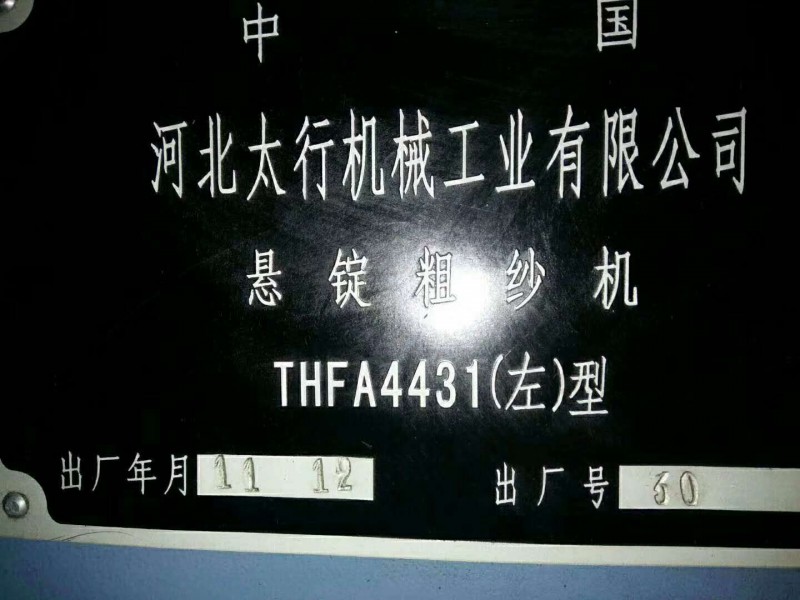 中 国
河北太行机械工业有限公司
悬锭粗纱机
THFA4431(左)型
出厂年月 11 12 出厂号 30